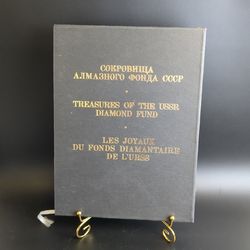 СОКРОВИЩА
АЛМАЗНОГО ФОНДА СССР
TREASURES OF THE USSR
DIAMOND FUND
LES JOYAUX
DU FONDS DIAMANTAIRE
DE L'URSS